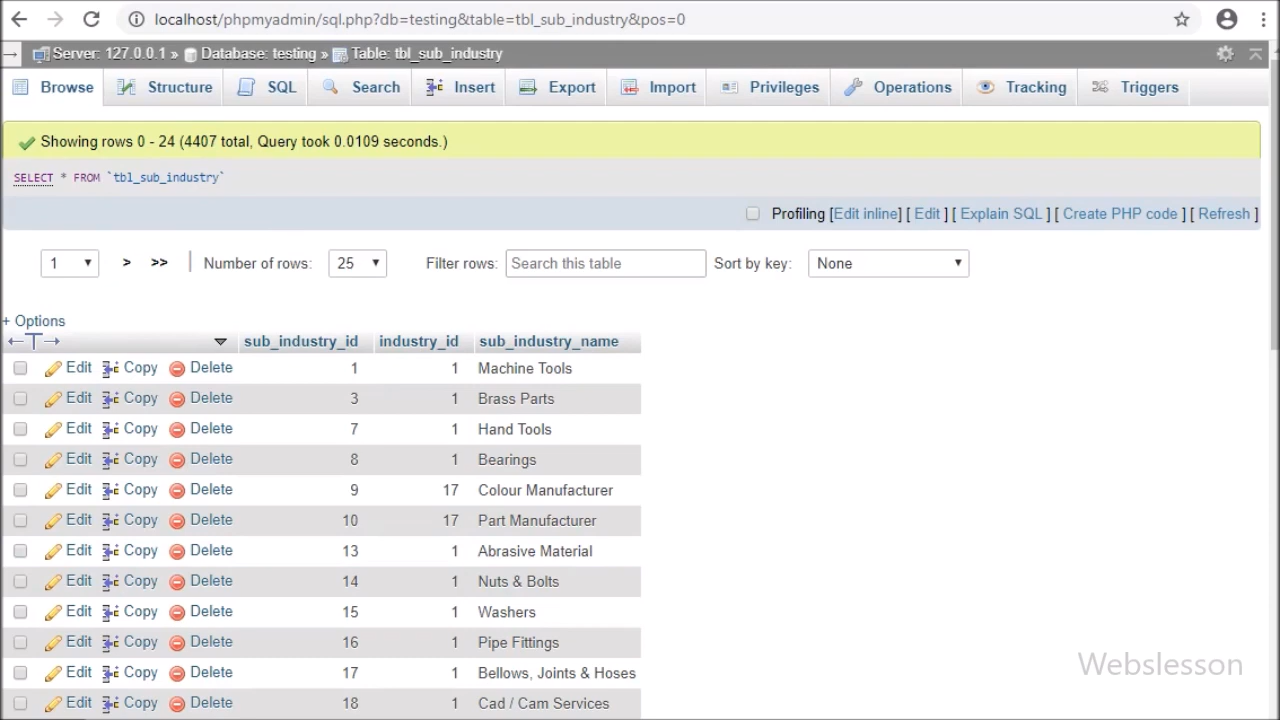 localhost/phpmyadmin/sql.php?db=testing&table=tbl_sub_industry&pos=0
Server: 127.0.0.1 » Database: testing » Table: tbl_sub_industry
Browse Structure SQL Search Insert Export Import Privileges Operations Tracking Triggers
Showing rows 0 - 24 (4407 total, Query took 0.0109 seconds.)
SELECT * FROM `tbl_sub_industry`
Profiling [Edit inline] [ Edit ] [ Explain SQL ] [ Create PHP code ] [ Refresh ]
1 > >> | Number of rows: 25 Filter rows: Search this table Sort by key: None
+ Options
←T→ sub_industry_id industry_id sub_industry_name
Edit Copy Delete 1 1 Machine Tools
Edit Copy Delete 3 1 Brass Parts
Edit Copy Delete 7 1 Hand Tools
Edit Copy Delete 8 1 Bearings
Edit Copy Delete 9 17 Colour Manufacturer
Edit Copy Delete 10 17 Part Manufacturer
Edit Copy Delete 13 1 Abrasive Material
Edit Copy Delete 14 1 Nuts & Bolts
Edit Copy Delete 15 1 Washers
Edit Copy Delete 16 1 Pipe Fittings
Edit Copy Delete 17 1 Bellows, Joints & Hoses
Edit Copy Delete 18 1 Cad / Cam Services
Webslesson